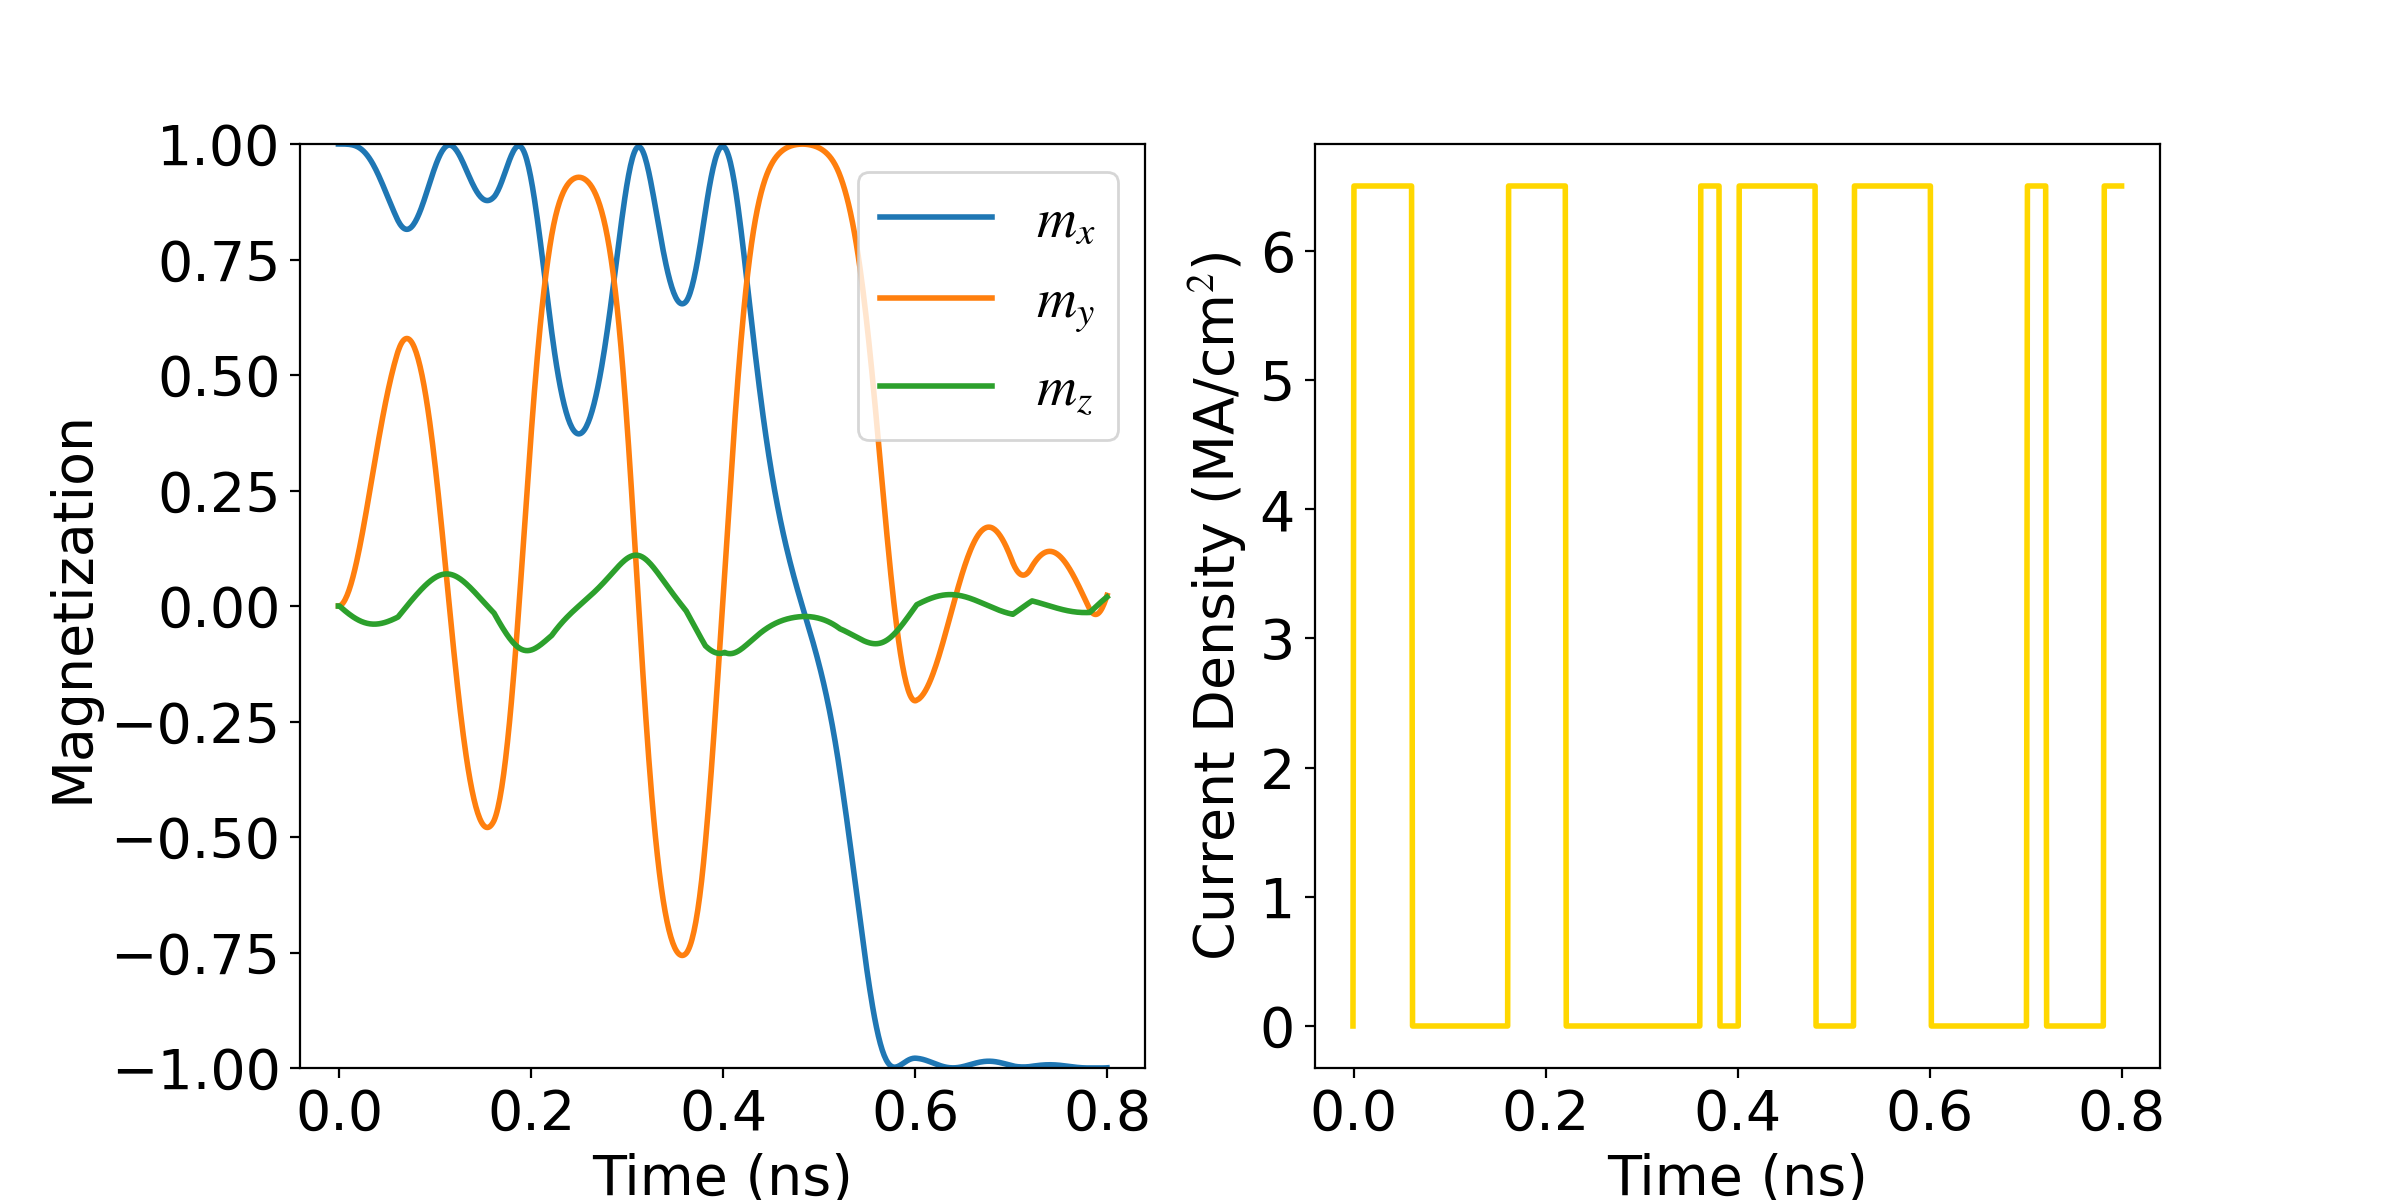 1.00
0.75
0.50
0.25
0.00
−0.25
−0.50
−0.75
−1.00
Magnetization
0.0 0.2 0.4 0.6 0.8
Time (ns)
m_x
m_y
m_z
6
5
4
3
2
1
0
Current Density (MA/cm²)
0.0 0.2 0.4 0.6 0.8
Time (ns)